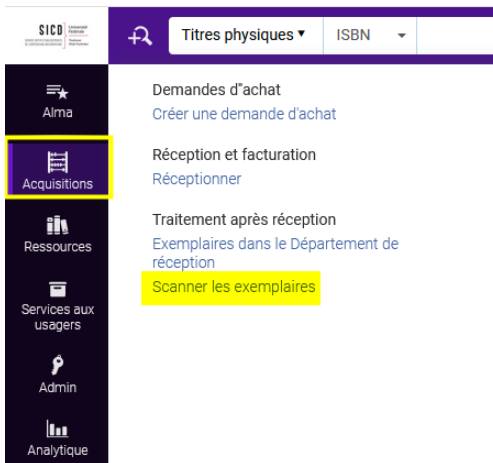 SICD
Titres physiques
ISBN
Alma
Demandes d"achat
Créer une demande d'achat
Acquisitions
Réception et facturation
Réceptionner
Ressources
Traitement après réception
Exemplaires dans le Département de
réception
Scanner les exemplaires
Services aux
usagers
Admin
Analytique